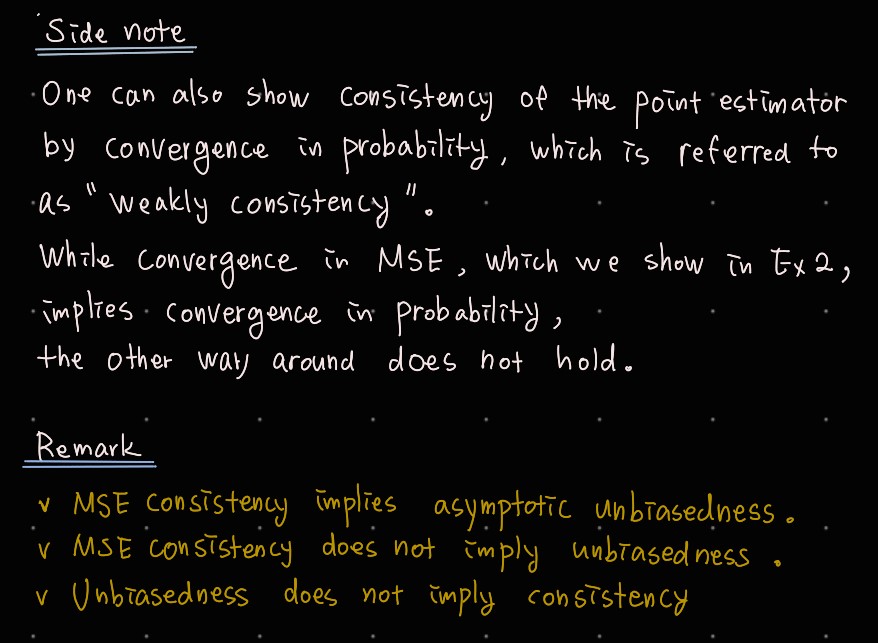 Side note
One can also show consistency of the point estimator
by convergence in probability, which is referred to
as "weakly consistency".
While convergence in MSE, which we show in Ex 2,
implies convergence in probability,
the other way around does not hold.
Remark
v MSE consistency implies asymptotic unbiasedness.
v MSE consistency does not imply unbiasedness.
v Unbiasedness does not imply consistency